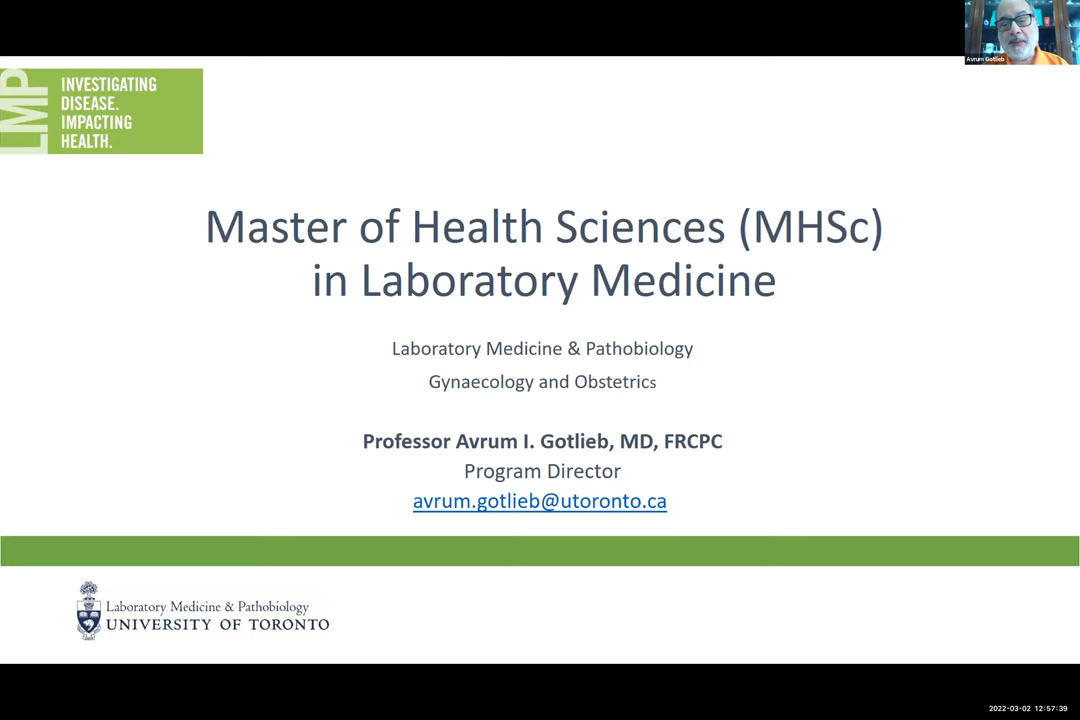 Avrum Gotlieb
LMP
INVESTIGATING
DISEASE.
IMPACTING
HEALTH.
Master of Health Sciences (MHSc)
in Laboratory Medicine
Laboratory Medicine & Pathobiology
Gynaecology and Obstetrics
Professor Avrum I. Gotlieb, MD, FRCPC
Program Director
avrum.gotlieb@utoronto.ca
Laboratory Medicine & Pathobiology
UNIVERSITY OF TORONTO
2022-03-02 12:57:39